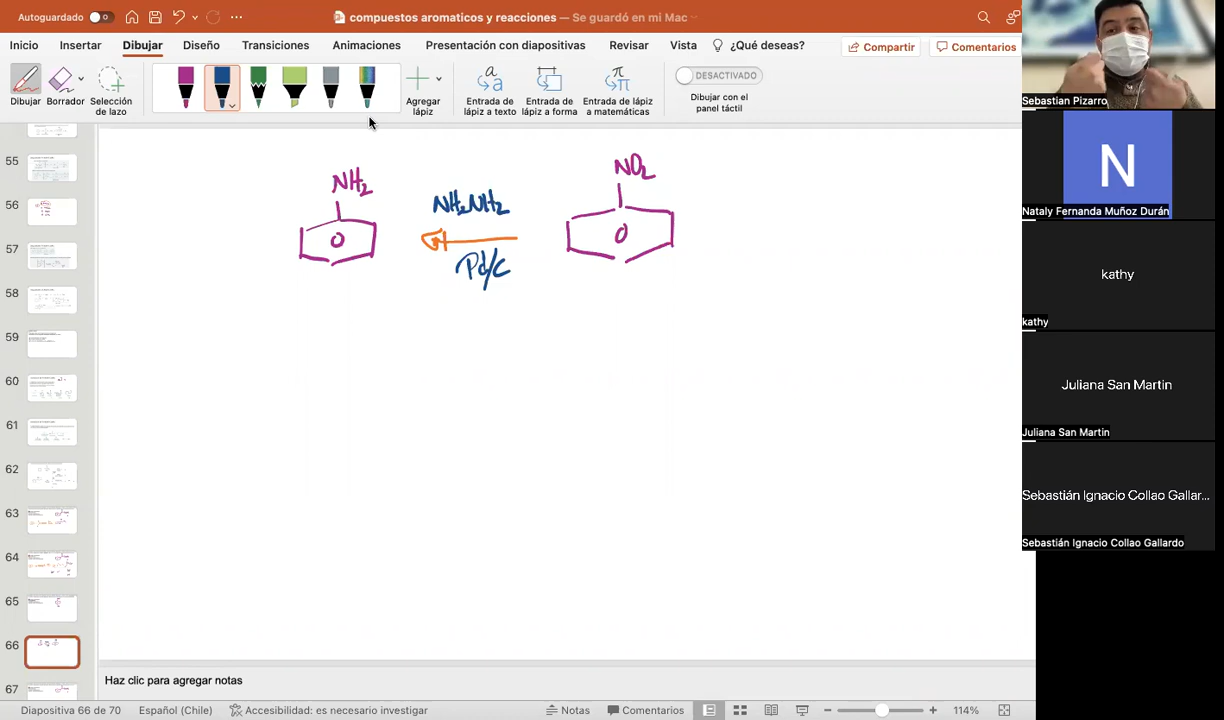 Autoguardado
compuestos aromaticos y reacciones — Se guardó en mi Mac
Inicio
Insertar
Dibujar
Diseño
Transiciones
Animaciones
Presentación con diapositivas
Revisar
Vista
¿Qué deseas?
Compartir
Comentarios
Dibujar
Borrador
Selección
de lazo
Agregar
lápiz
Entrada de
lápiz a texto
Entrada de
lápiz a forma
Entrada de lápiz
a matemáticas
DESACTIVADO
Dibujar con el
panel táctil
Sebastian Pizarro
N
Nataly Fernanda Muñoz Durán
kathy
kathy
Juliana San Martin
Juliana San Martin
Sebastián Ignacio Collao Gallar...
Sebastián Ignacio Collao Gallardo
55
56
57
58
59
60
61
62
63
64
65
66
67
NH2
NH2NH2
Pd/C
NO2
Haz clic para agregar notas
Diapositiva 66 de 70
Español (Chile)
Accesibilidad: es necesario investigar
Notas
Comentarios
114%